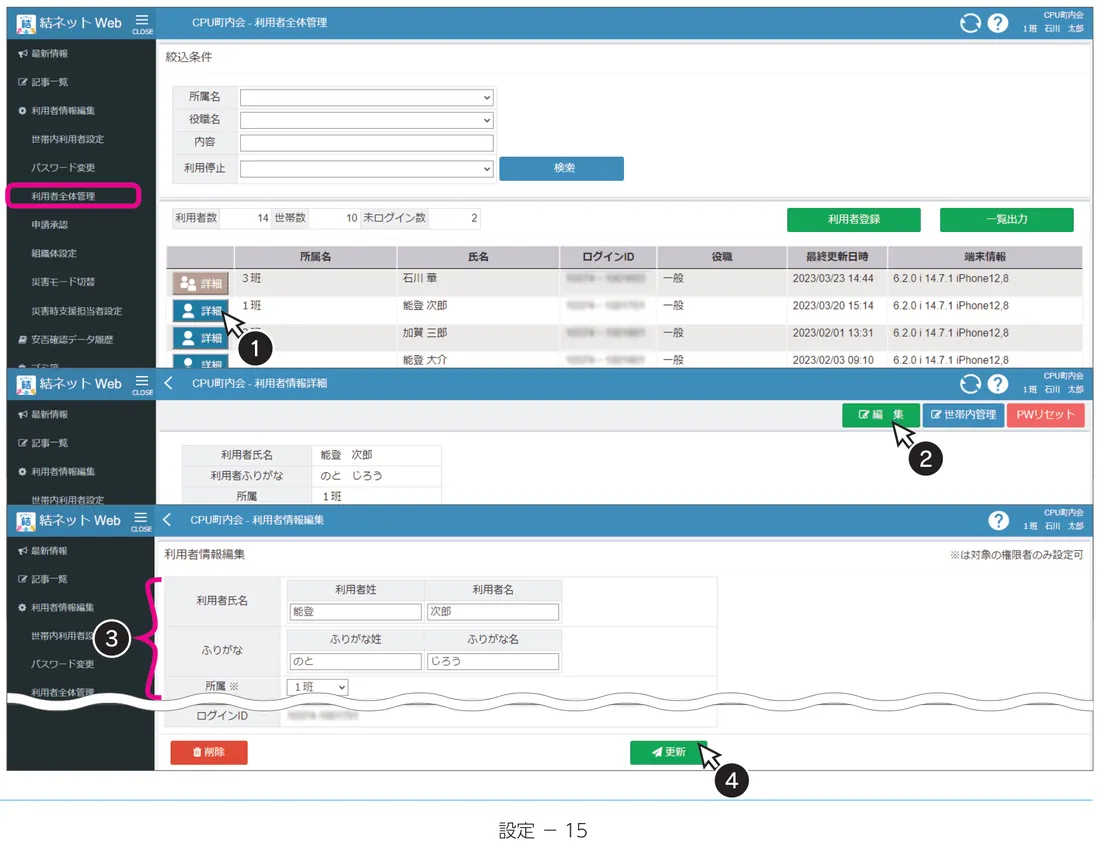 結ネット Web CLOSE CPU町内会 - 利用者全体管理 ? CPU町内会
1班 石川 太郎
最新情報
記事一覧
利用者情報編集
世帯内利用者設定
パスワード変更
利用者全体管理
申請承認
組織体設定
災害モード切替
災害時支援担当者設定
安否確認データ履歴
絞込条件
所属名
役職名
内容
利用停止 検索
利用者数 14 世帯数 10 未ログイン数 2 利用者登録 一覧出力
所属名 氏名 ログインID 役職 最終更新日時 端末情報
詳細 3班 石川 華 一般 2023/03/23 14:44 6.2.0 i 14.7.1 iPhone12,8
詳細 1班 能登 次郎 一般 2023/03/20 15:14 6.2.0 i 14.7.1 iPhone12,8
詳細 加賀 三郎 一般 2023/02/01 13:31 6.2.0 i 14.7.1 iPhone12,8
詳細 能登 大介 一般 2023/02/03 09:10 6.2.0 i 14.7.1 iPhone12,8
1
結ネット Web CLOSE CPU町内会 - 利用者情報詳細 ? CPU町内会
1班 石川 太郎
最新情報
記事一覧
利用者情報編集
世帯内利用者設定
編 集 世帯内管理 PWリセット
2
利用者氏名 能登 次郎
利用者ふりがな のと じろう
所属 1班
結ネット Web CLOSE CPU町内会 - 利用者情報編集 ? CPU町内会
1班 石川 太郎
最新情報
記事一覧
利用者情報編集
世帯内利用者設
パスワード変更
利用者全体管理
3
利用者情報編集 ※は対象の権限者のみ設定可
利用者氏名 利用者姓 利用者名
能登 次郎
ふりがな ふりがな姓 ふりがな名
のと じろう
所属 ※ 1班
ログインID
削除 更新
4
設定 － 15